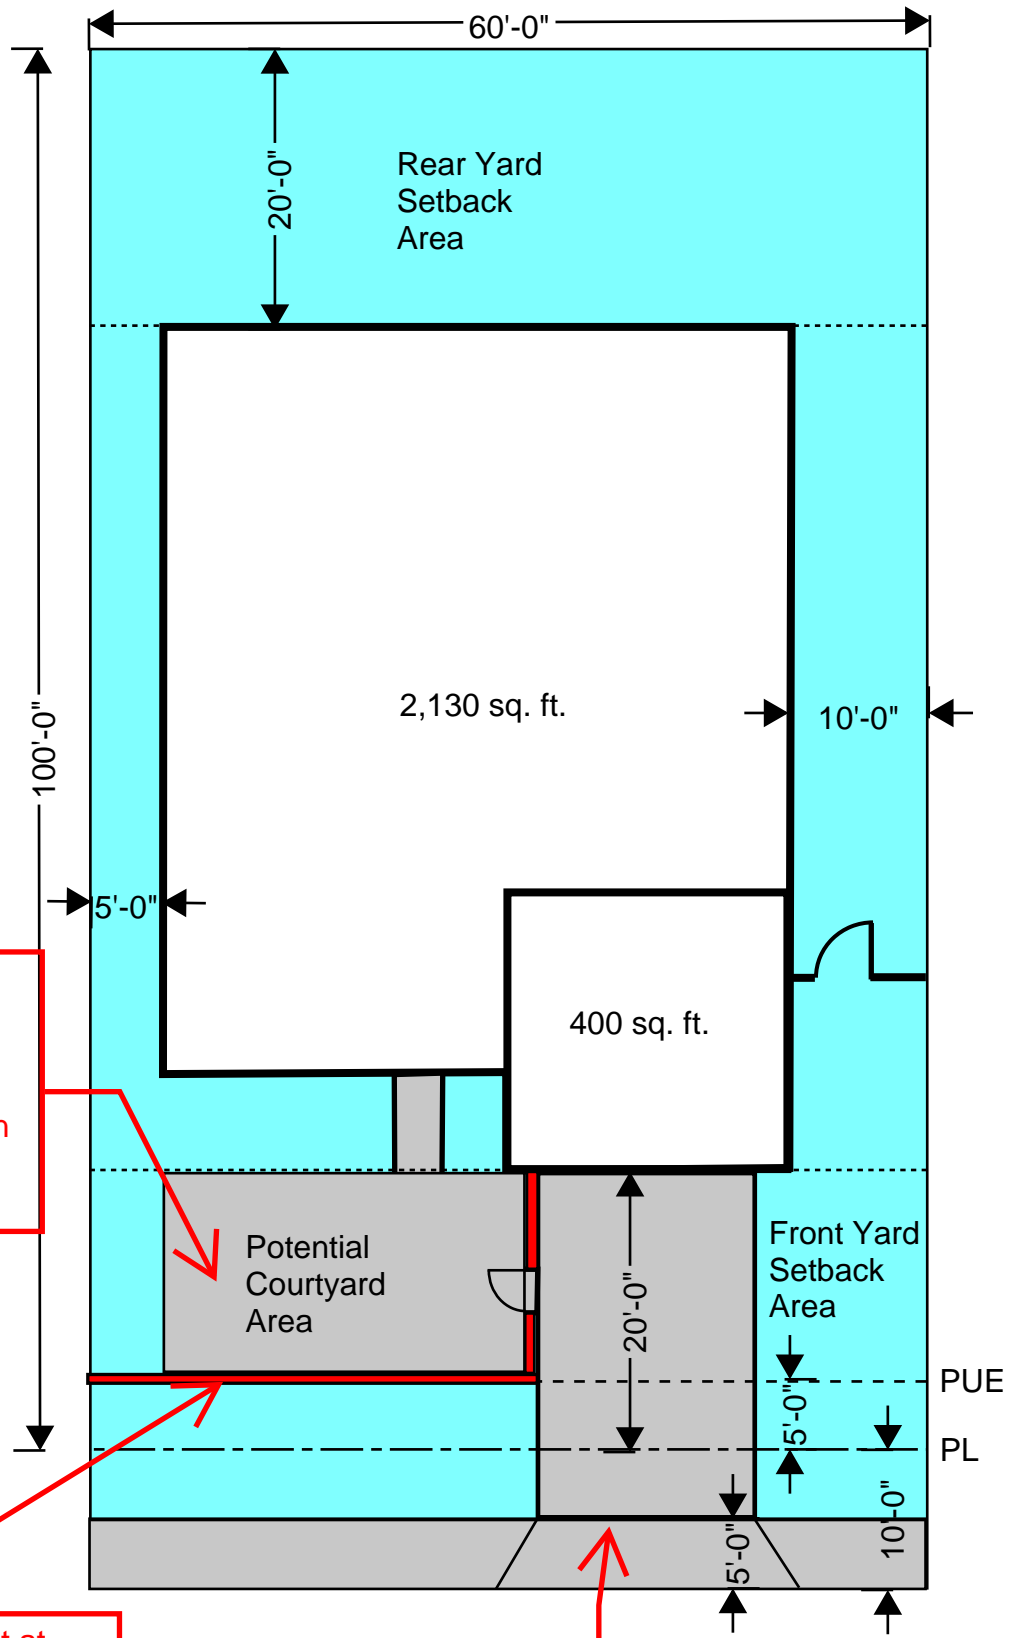 60'-0"
20'-0"
Rear Yard
Setback
Area
100'-0"
2,130 sq. ft.
10'-0"
5'-0"
400 sq. ft.
Potential
Courtyard
Area
20'-0"
Front Yard
Setback
Area
5'-0"
PUE
PL
10'-0"
5'-0"